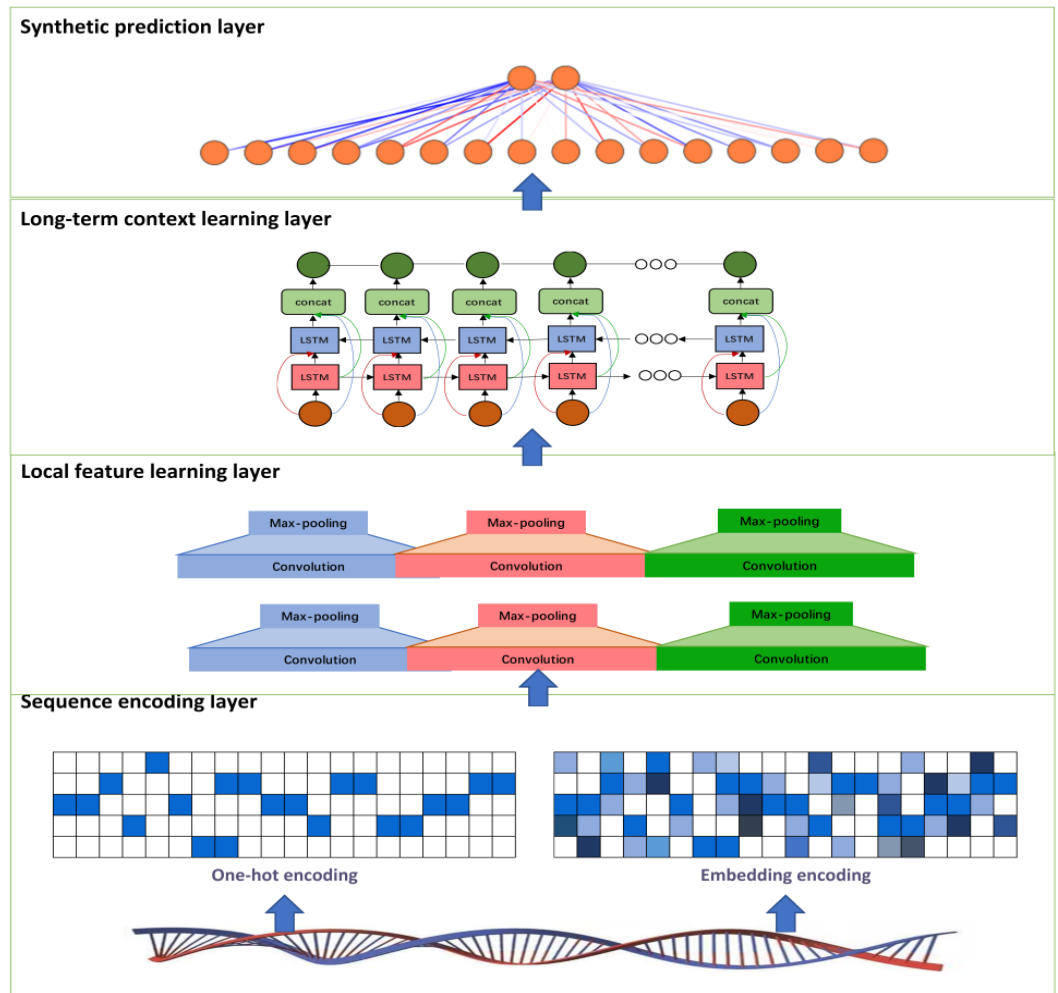 Synthetic prediction layer
Long-term context learning layer
concat concat concat concat concat
LSTM LSTM LSTM LSTM LSTM
LSTM LSTM LSTM LSTM LSTM
Local feature learning layer
Max-pooling Max-pooling Max-pooling
Convolution Convolution Convolution
Max-pooling Max-pooling Max-pooling
Convolution Convolution Convolution
Sequence encoding layer
One-hot encoding Embedding encoding